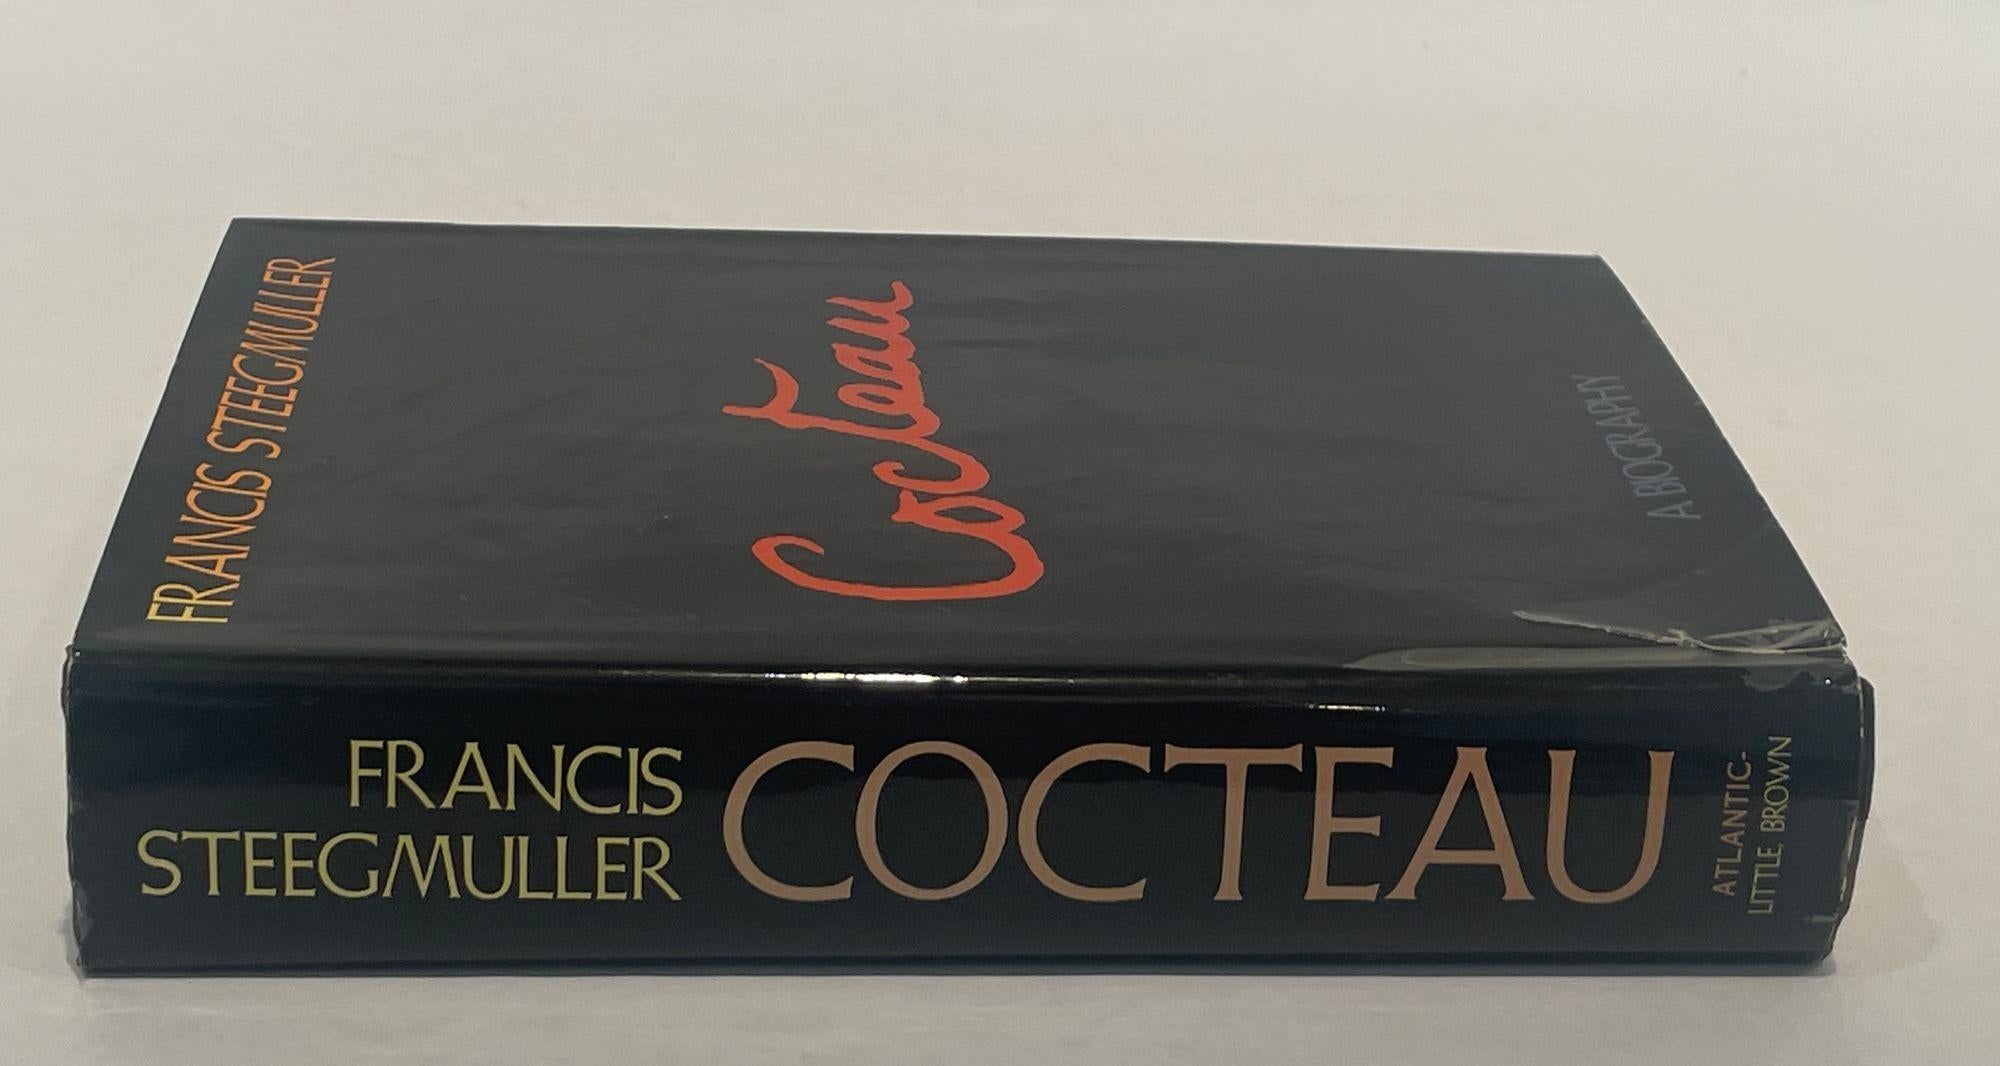 FRANCIS STEEGMULLER
Cocteau
A BIOGRAPHY
FRANCIS
STEEGMULLER
COCTEAU
ATLANTIC-
LITTLE, BROWN